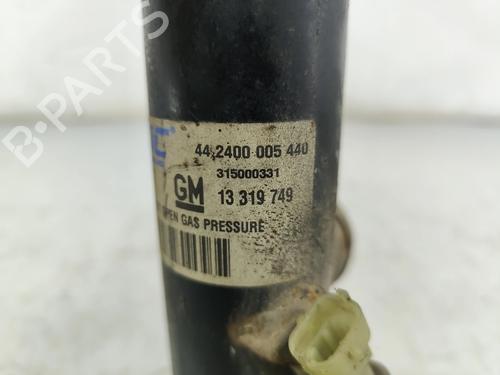 44.2400 005 440
315000331
GM 13 319 749
OPEN GAS PRESSURE
B-PARTS